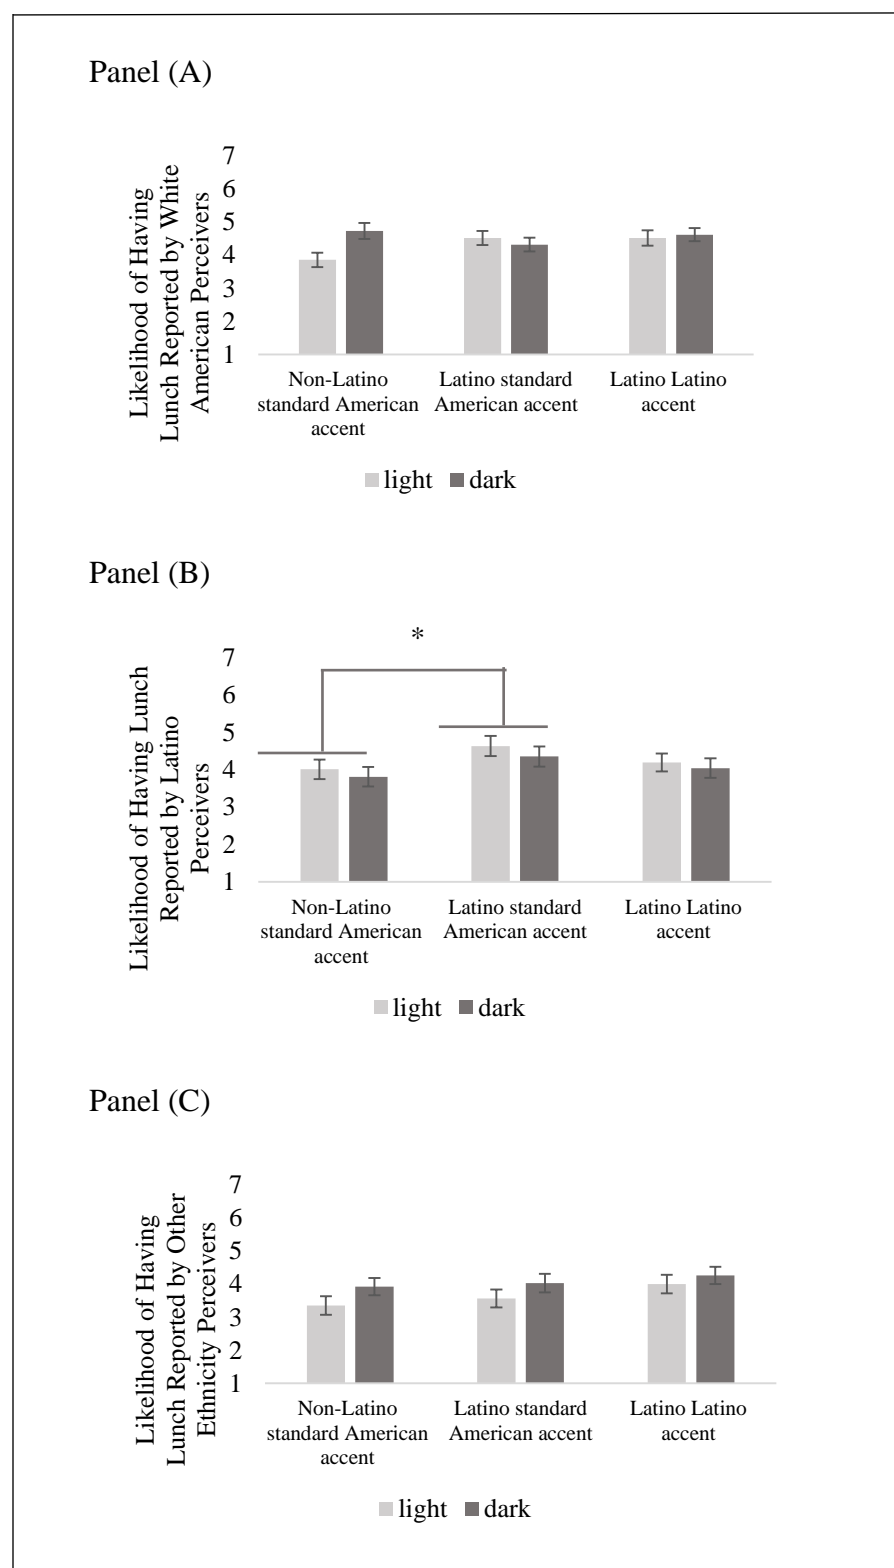 Panel (A)
Likelihood of Having
Lunch Reported by White
American Perceivers
7
6
5
4
3
2
1
Non-Latino
standard American
accent
Latino standard
American accent
Latino Latino
accent
light dark
Panel (B)
*
Likelihood of Having Lunch
Reported by Latino
Perceivers
7
6
5
4
3
2
1
Non-Latino
standard American
accent
Latino standard
American accent
Latino Latino
accent
light dark
Panel (C)
Likelihood of Having
Lunch Reported by Other
Ethnicity Perceivers
7
6
5
4
3
2
1
Non-Latino
standard American
accent
Latino standard
American accent
Latino Latino
accent
light dark